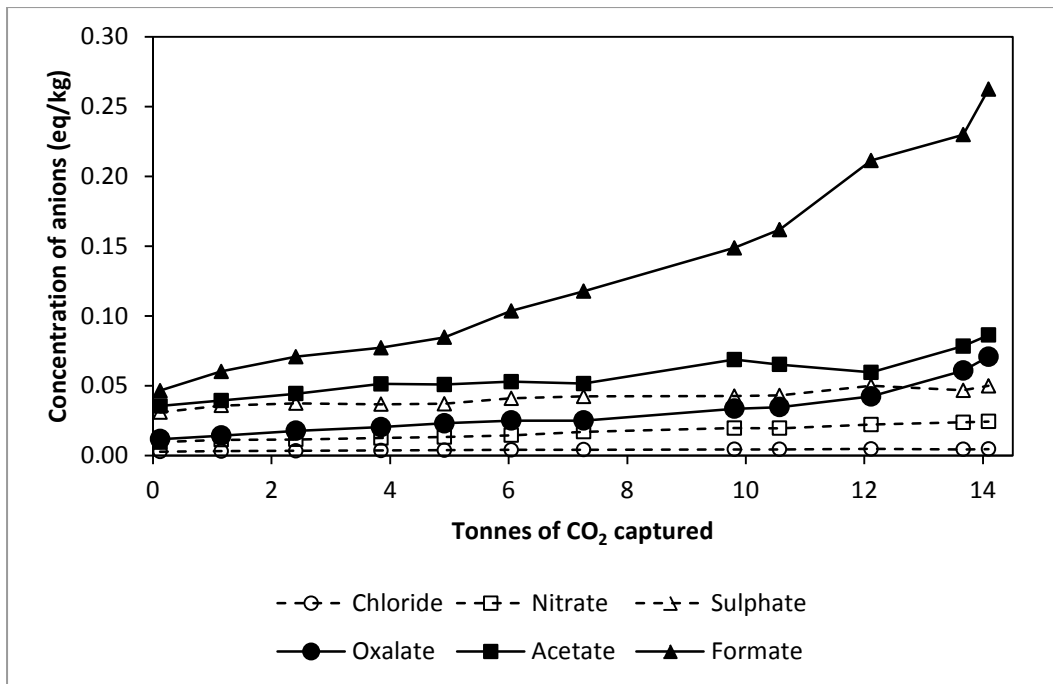 0.30
0.25
0.20
0.15
0.10
0.05
0.00
Concentration of anions (eq/kg)
0 2 4 6 8 10 12 14
Tonnes of CO₂ captured
Chloride Nitrate Sulphate
Oxalate Acetate Formate